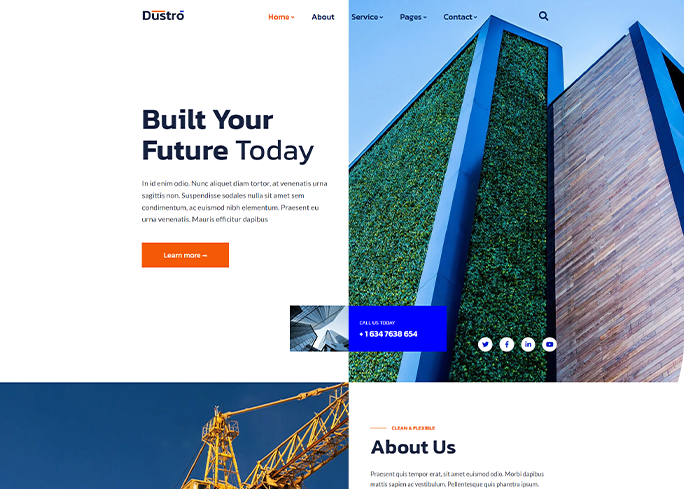 Dustro
Home About Service Pages Contact
Built Your
Future Today
In id enim odio. Nunc aliquet diam tortor, at venenatis urna
sagittis non. Suspendisse sodales nulla sit amet sem
condimentum, ac euismod nibh elementum. Praesent eu
urna venenatis. Mauris efficitur dapibus
Learn more
CALL US TODAY
+ 1 634 7638 654
CLEAN & FLEXIBLE
About Us
Praesent quis tempor erat, sit amet euismod odio. Morbi dapibus
mattis sapien ac vestibulum. Pellentesque quis pharetra ipsum.